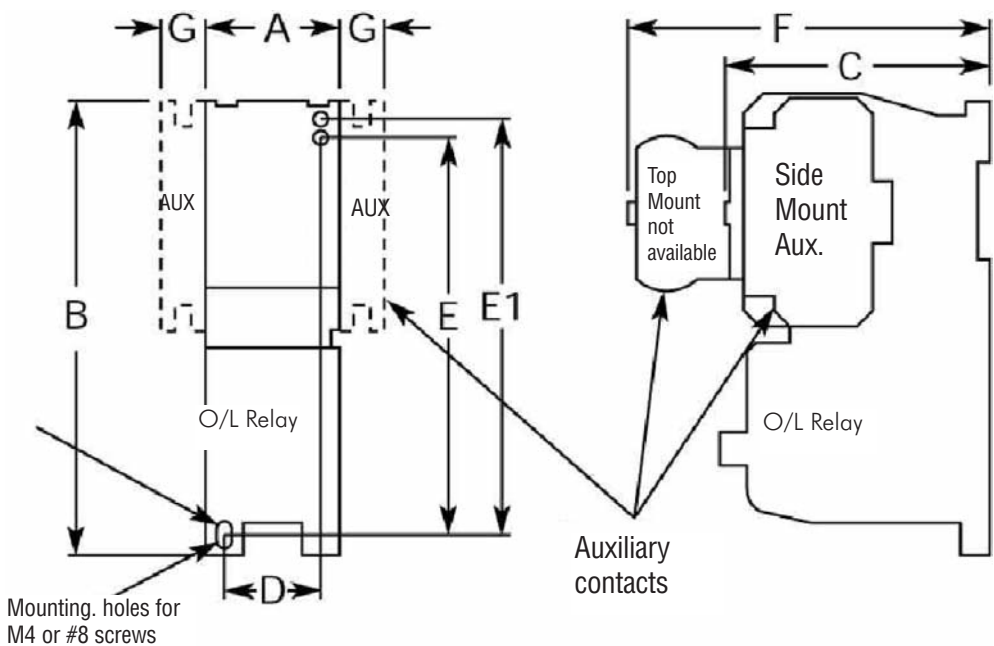 G
A
G
F
C
AUX
AUX
Top
Mount
not
available
Side
Mount
Aux.
B
E
E1
O/L Relay
O/L Relay
Auxiliary
contacts
D
Mounting. holes for
M4 or #8 screws